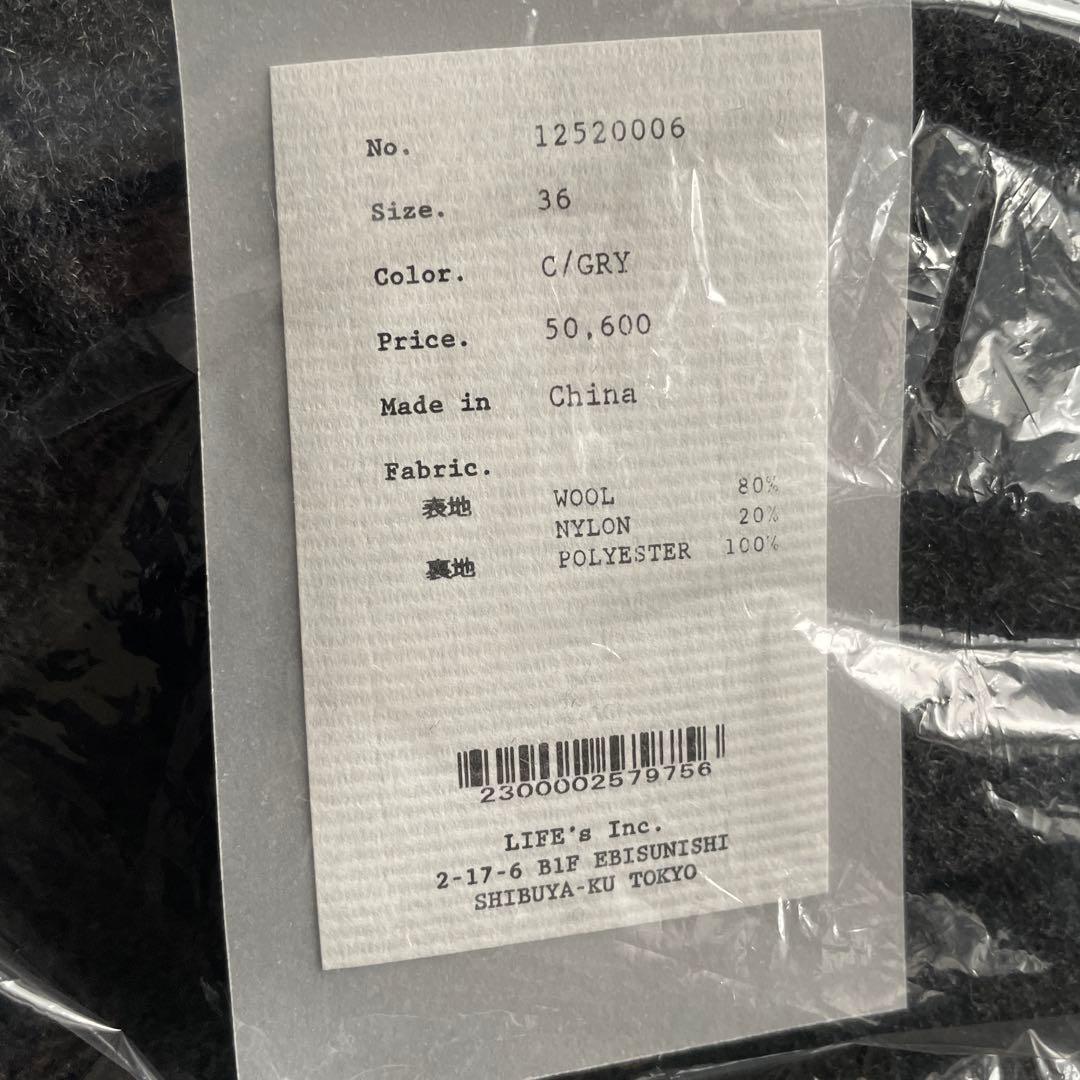 No. 12520006
Size. 36
Color. C/GRY
Price. 50,600
Made in China
Fabric.
表地 WOOL 80%
NYLON 20%
裏地 POLYESTER 100%
2300002579756
LIFE's Inc.
2-17-6 B1F EBISUNISHI
SHIBUYA-KU TOKYO